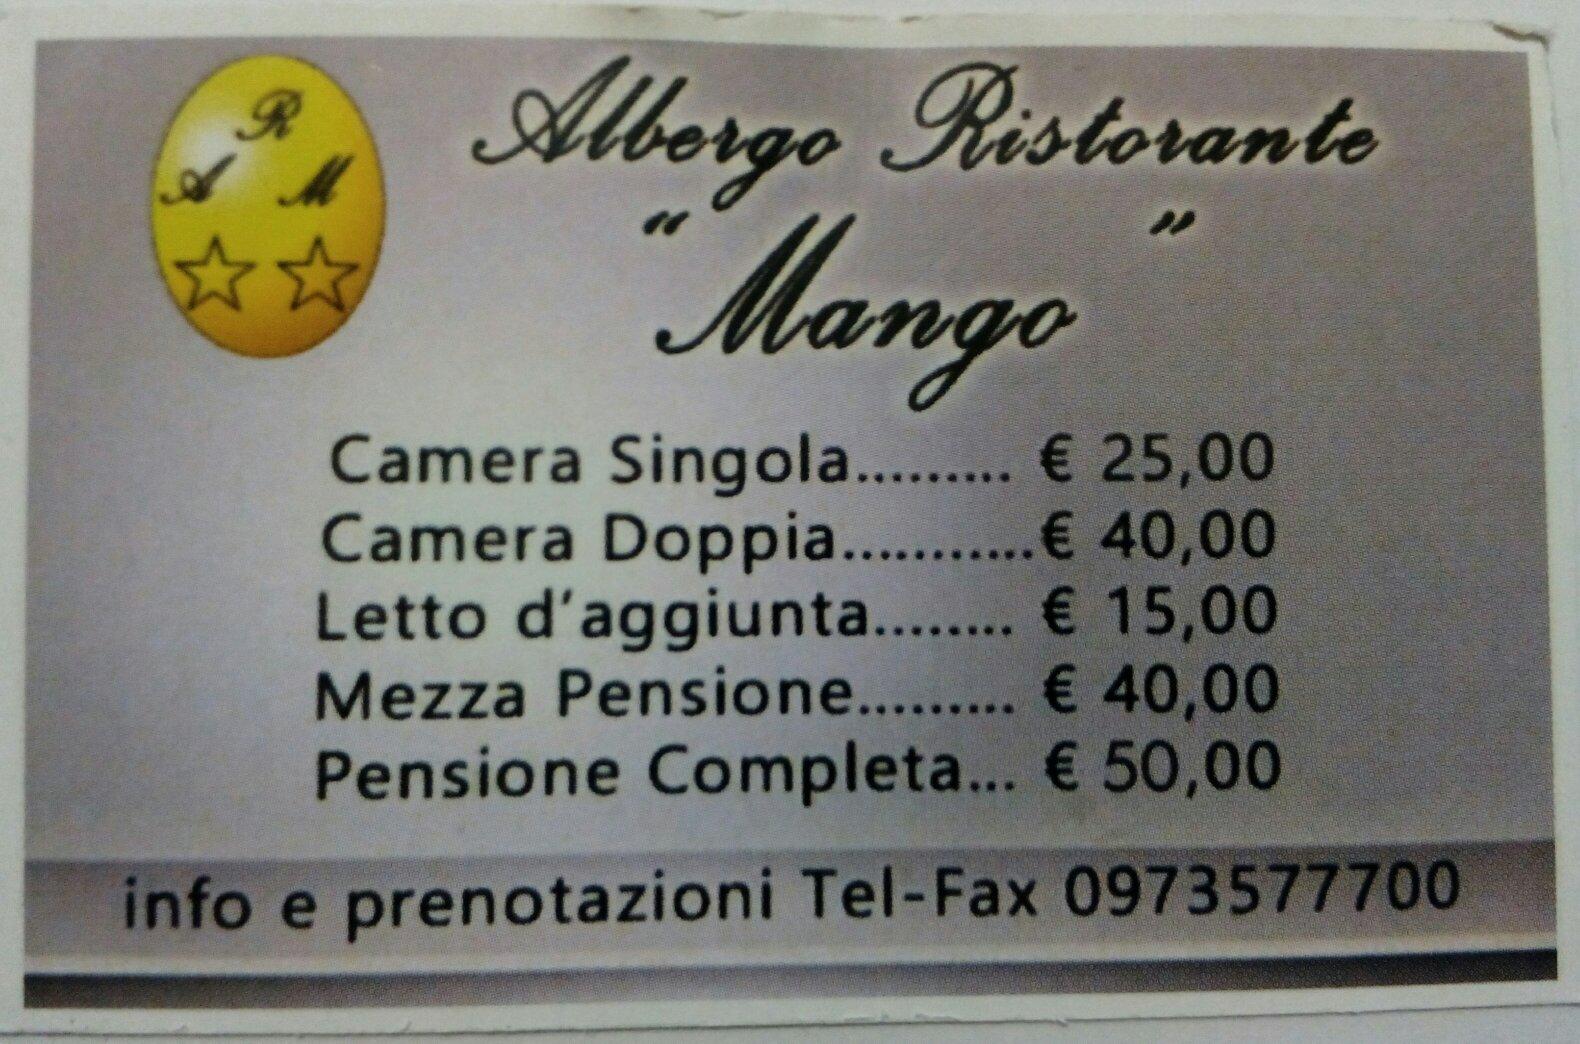 R
A M
Albergo Ristorante
“Mango”
Camera Singola......... € 25,00
Camera Doppia...........€ 40,00
Letto d’aggiunta........ € 15,00
Mezza Pensione......... € 40,00
Pensione Completa... € 50,00
info e prenotazioni Tel-Fax 0973577700